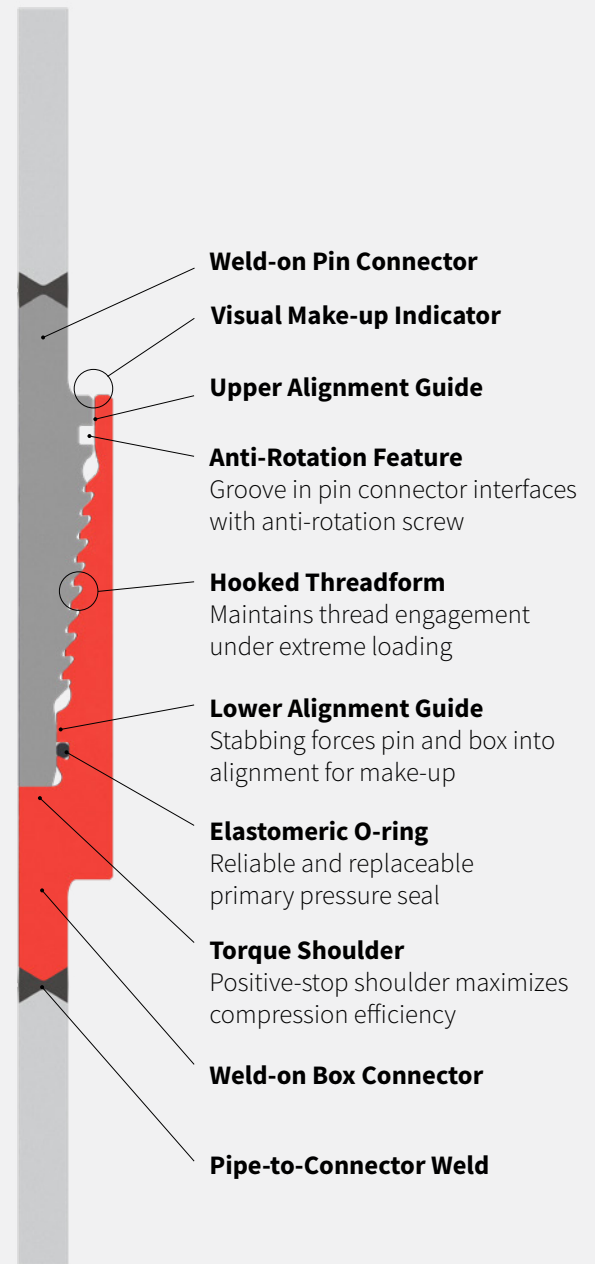 Weld-on Pin Connector
Visual Make-up Indicator
Upper Alignment Guide
Anti-Rotation Feature
Groove in pin connector interfaces
with anti-rotation screw
Hooked Threadform
Maintains thread engagement
under extreme loading
Lower Alignment Guide
Stabbing forces pin and box into
alignment for make-up
Elastomeric O-ring
Reliable and replaceable
primary pressure seal
Torque Shoulder
Positive-stop shoulder maximizes
compression efficiency
Weld-on Box Connector
Pipe-to-Connector Weld